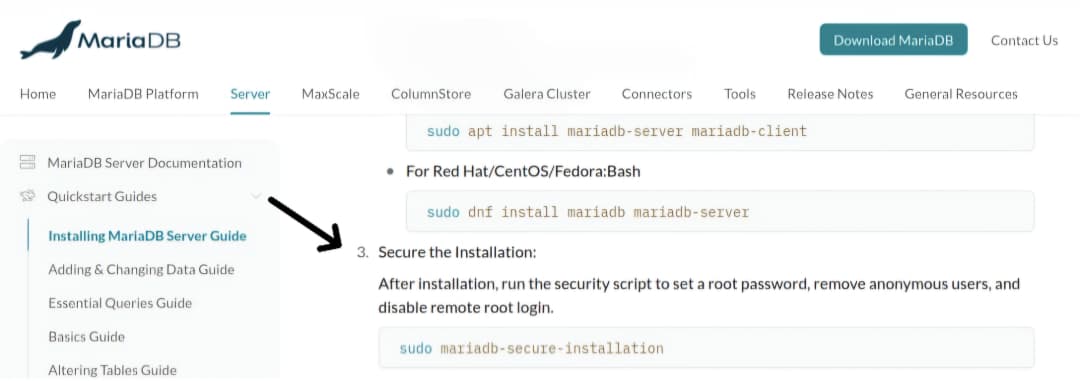 MariaDB
Download MariaDB
Contact Us
Home
MariaDB Platform
Server
MaxScale
ColumnStore
Galera Cluster
Connectors
Tools
Release Notes
General Resources
MariaDB Server Documentation
Quickstart Guides
Installing MariaDB Server Guide
Adding & Changing Data Guide
Essential Queries Guide
Basics Guide
Altering Tables Guide
sudo apt install mariadb-server mariadb-client
• For Red Hat/CentOS/Fedora:Bash
sudo dnf install mariadb mariadb-server
3. Secure the Installation:
After installation, run the security script to set a root password, remove anonymous users, and
disable remote root login.
sudo mariadb-secure-installation